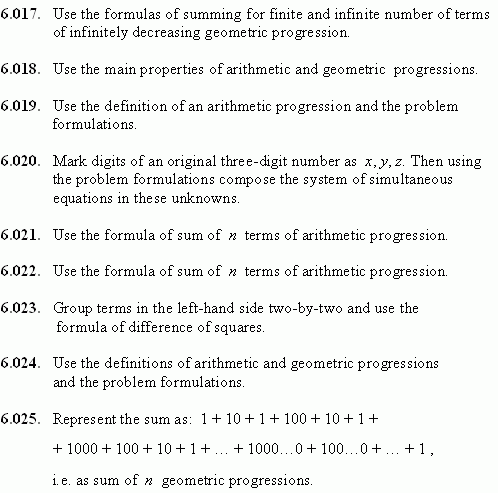 6.017. Use the formulas of summing for finite and infinite number of terms
of infinitely decreasing geometric progression.
6.018. Use the main properties of arithmetic and geometric progressions.
6.019. Use the definition of an arithmetic progression and the problem
formulations.
6.020. Mark digits of an original three-digit number as x, y, z. Then using
the problem formulations compose the system of simultaneous
equations in these unknowns.
6.021. Use the formula of sum of n terms of arithmetic progression.
6.022. Use the formula of sum of n terms of arithmetic progression.
6.023. Group terms in the left-hand side two-by-two and use the
formula of difference of squares.
6.024. Use the definitions of arithmetic and geometric progressions
and the problem formulations.
6.025. Represent the sum as: 1 + 10 + 1 + 100 + 10 + 1 +
+ 1000 + 100 + 10 + 1 + … + 1000…0 + 100…0 + … + 1 ,
i.e. as sum of n geometric progressions.